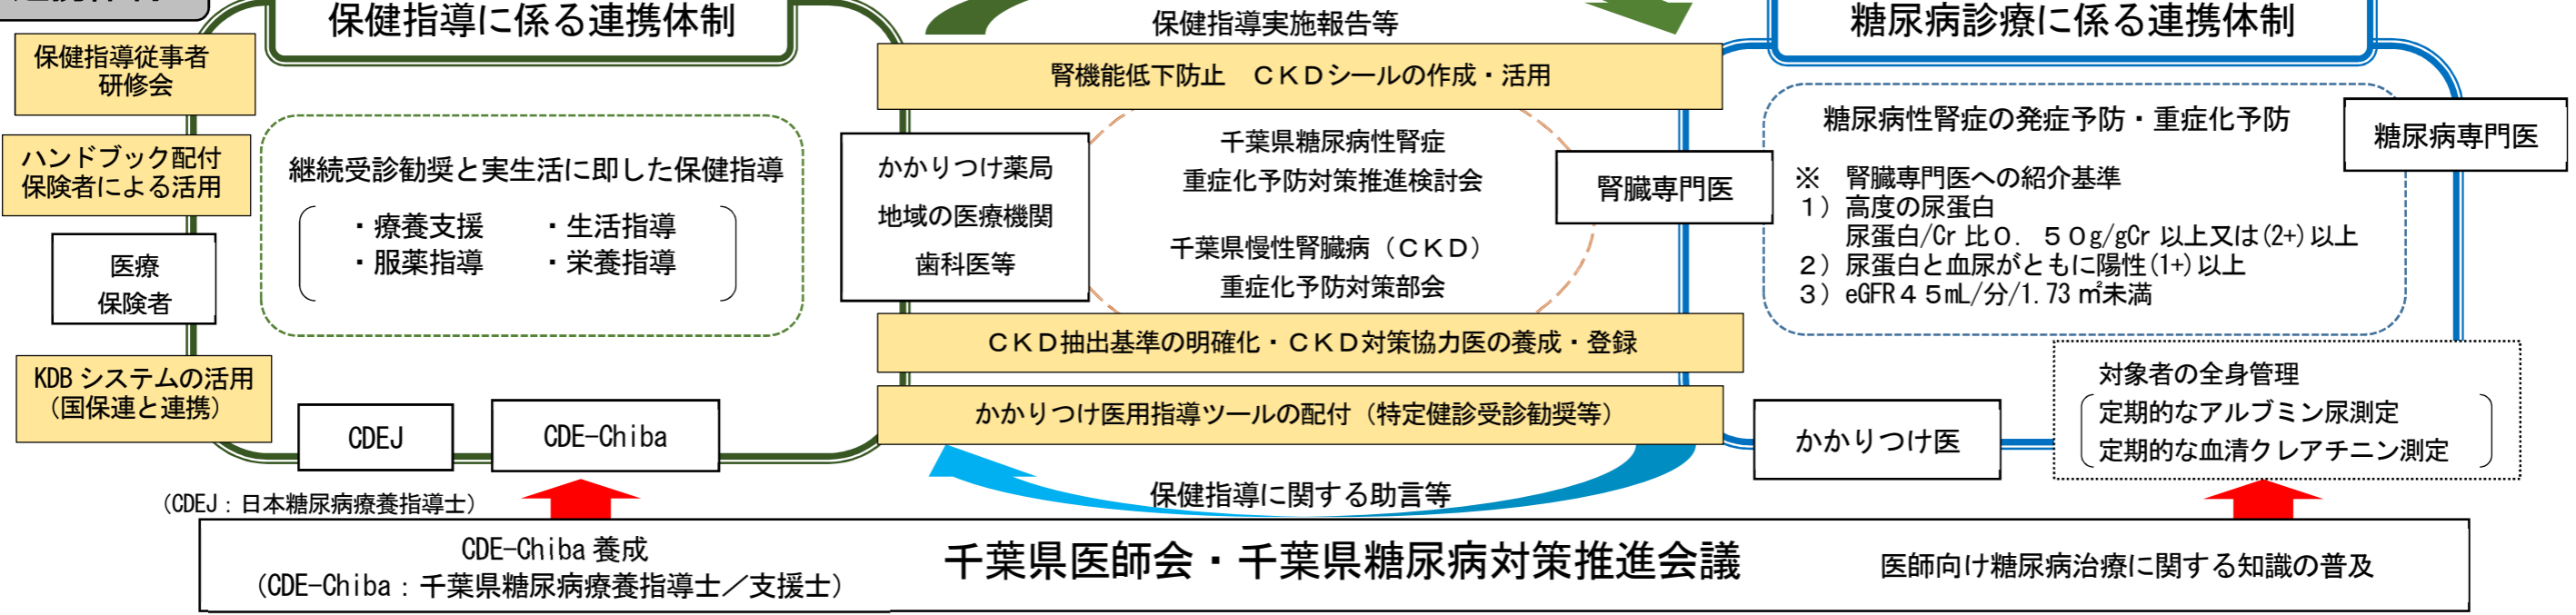 保健指導に係る連携体制
保健指導実施報告等
糖尿病診療に係る連携体制
保健指導従事者
研修会
ハンドブック配付
保険者による活用
医療
保険者
KDBシステムの活用
(国保連と連携)
継続受診勧奨と実生活に即した保健指導
・療養支援　・生活指導
・服薬指導　・栄養指導
CDEJ
CDE-Chiba
(CDEJ：日本糖尿病療養指導士)
腎機能低下防止　ＣＫＤシールの作成・活用
かかりつけ薬局
地域の医療機関
歯科医等
千葉県糖尿病性腎症
重症化予防対策推進検討会
千葉県慢性腎臓病（ＣＫＤ）
重症化予防対策部会
腎臓専門医
ＣＫＤ抽出基準の明確化・ＣＫＤ対策協力医の養成・登録
かかりつけ医用指導ツールの配付（特定健診受診勧奨等）
保健指導に関する助言等
糖尿病性腎症の発症予防・重症化予防
※　腎臓専門医への紹介基準
１）高度の尿蛋白
尿蛋白/Cr 比０．５０g/gCr 以上又は(2+)以上
２）尿蛋白と血尿がともに陽性(1+)以上
３）eGFR４５mL/分/1.73 ㎡未満
糖尿病専門医
かかりつけ医
対象者の全身管理
定期的なアルブミン尿測定
定期的な血清クレアチニン測定
CDE-Chiba 養成
(CDE-Chiba：千葉県糖尿病療養指導士／支援士)
千葉県医師会・千葉県糖尿病対策推進会議
医師向け糖尿病治療に関する知識の普及